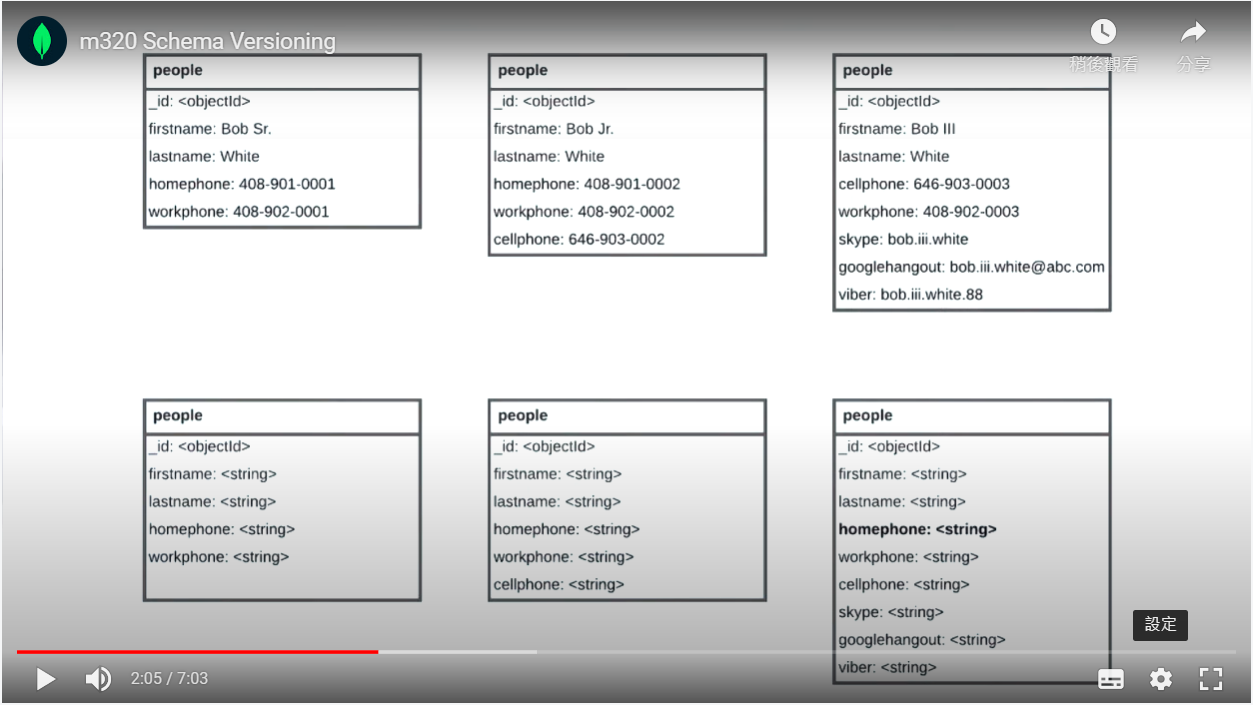 m320 Schema Versioning
稍後觀看
分享
people
_id: <objectId>
firstname: Bob Sr.
lastname: White
homephone: 408-901-0001
workphone: 408-902-0001
people
_id: <objectId>
firstname: Bob Jr.
lastname: White
homephone: 408-901-0002
workphone: 408-902-0002
cellphone: 646-903-0002
people
_id: <objectId>
firstname: Bob III
lastname: White
cellphone: 646-903-0003
workphone: 408-902-0003
skype: bob.iii.white
googlehangout: bob.iii.white@abc.com
viber: bob.iii.white.88
people
_id: <objectId>
firstname: <string>
lastname: <string>
homephone: <string>
workphone: <string>
people
_id: <objectId>
firstname: <string>
lastname: <string>
homephone: <string>
workphone: <string>
cellphone: <string>
people
_id: <objectId>
firstname: <string>
lastname: <string>
homephone: <string>
workphone: <string>
cellphone: <string>
skype: <string>
googlehangout: <string>
viber: <string>
設定
2:05 / 7:03